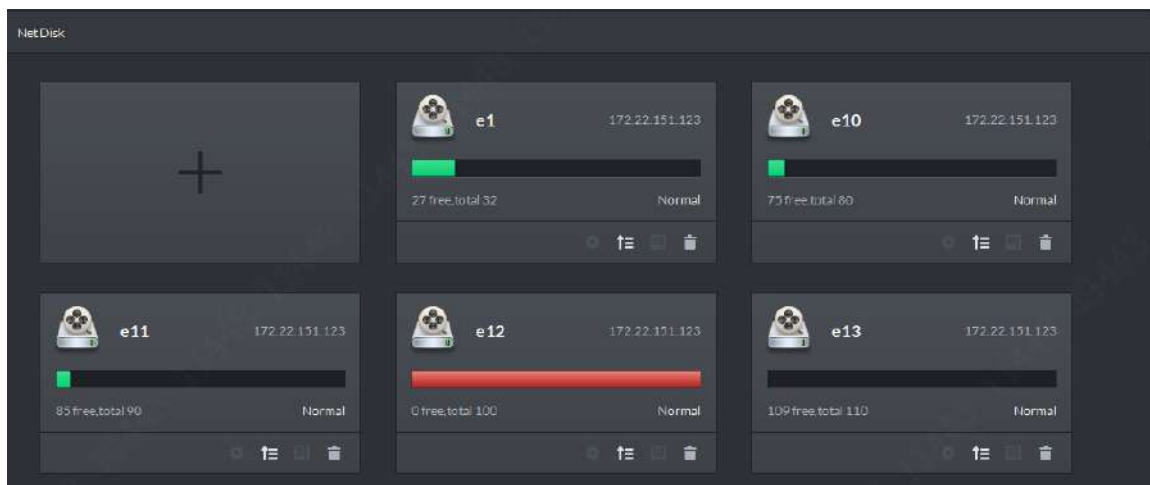 NetDisk
e1 172.22.151.123
27 free,total 32 Normal
e10 172.22.151.123
75 free,total 80 Normal
e11 172.22.151.123
85 free,total 90 Normal
e12 172.22.151.123
0 free,total 100 Normal
e13 172.22.151.123
109 free,total 110 Normal